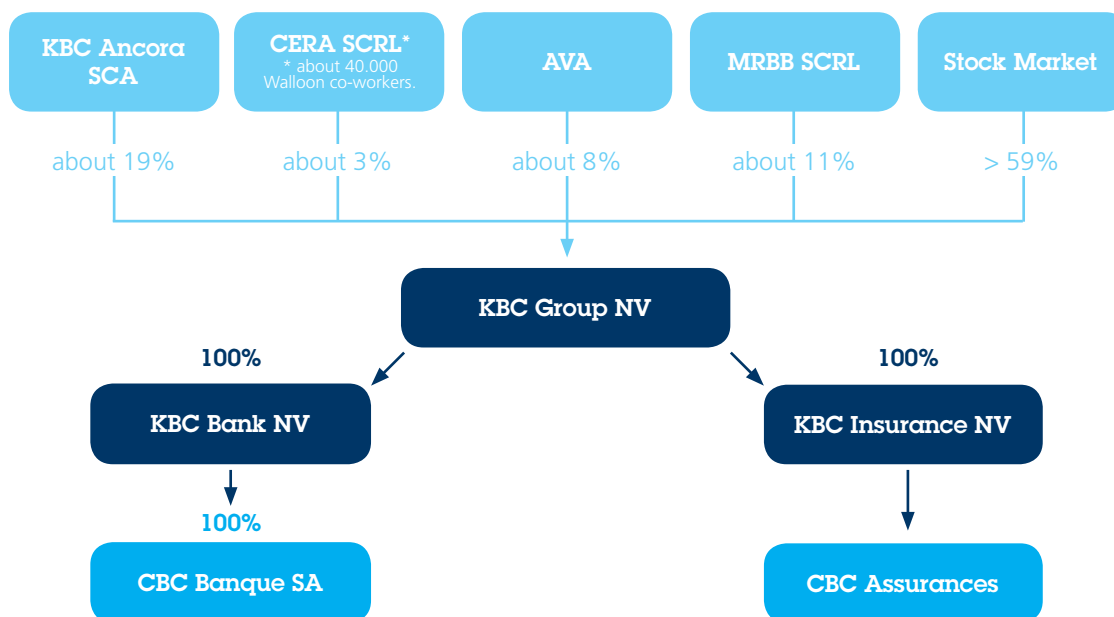 KBC Ancora
SCA
CERA SCRL*
* about 40.000
Walloon co-workers.
AVA
MRBB SCRL
Stock Market
about 19%
about 3%
about 8%
about 11%
> 59%
KBC Group NV
100%
100%
KBC Bank NV
KBC Insurance NV
100%
CBC Banque SA
CBC Assurances